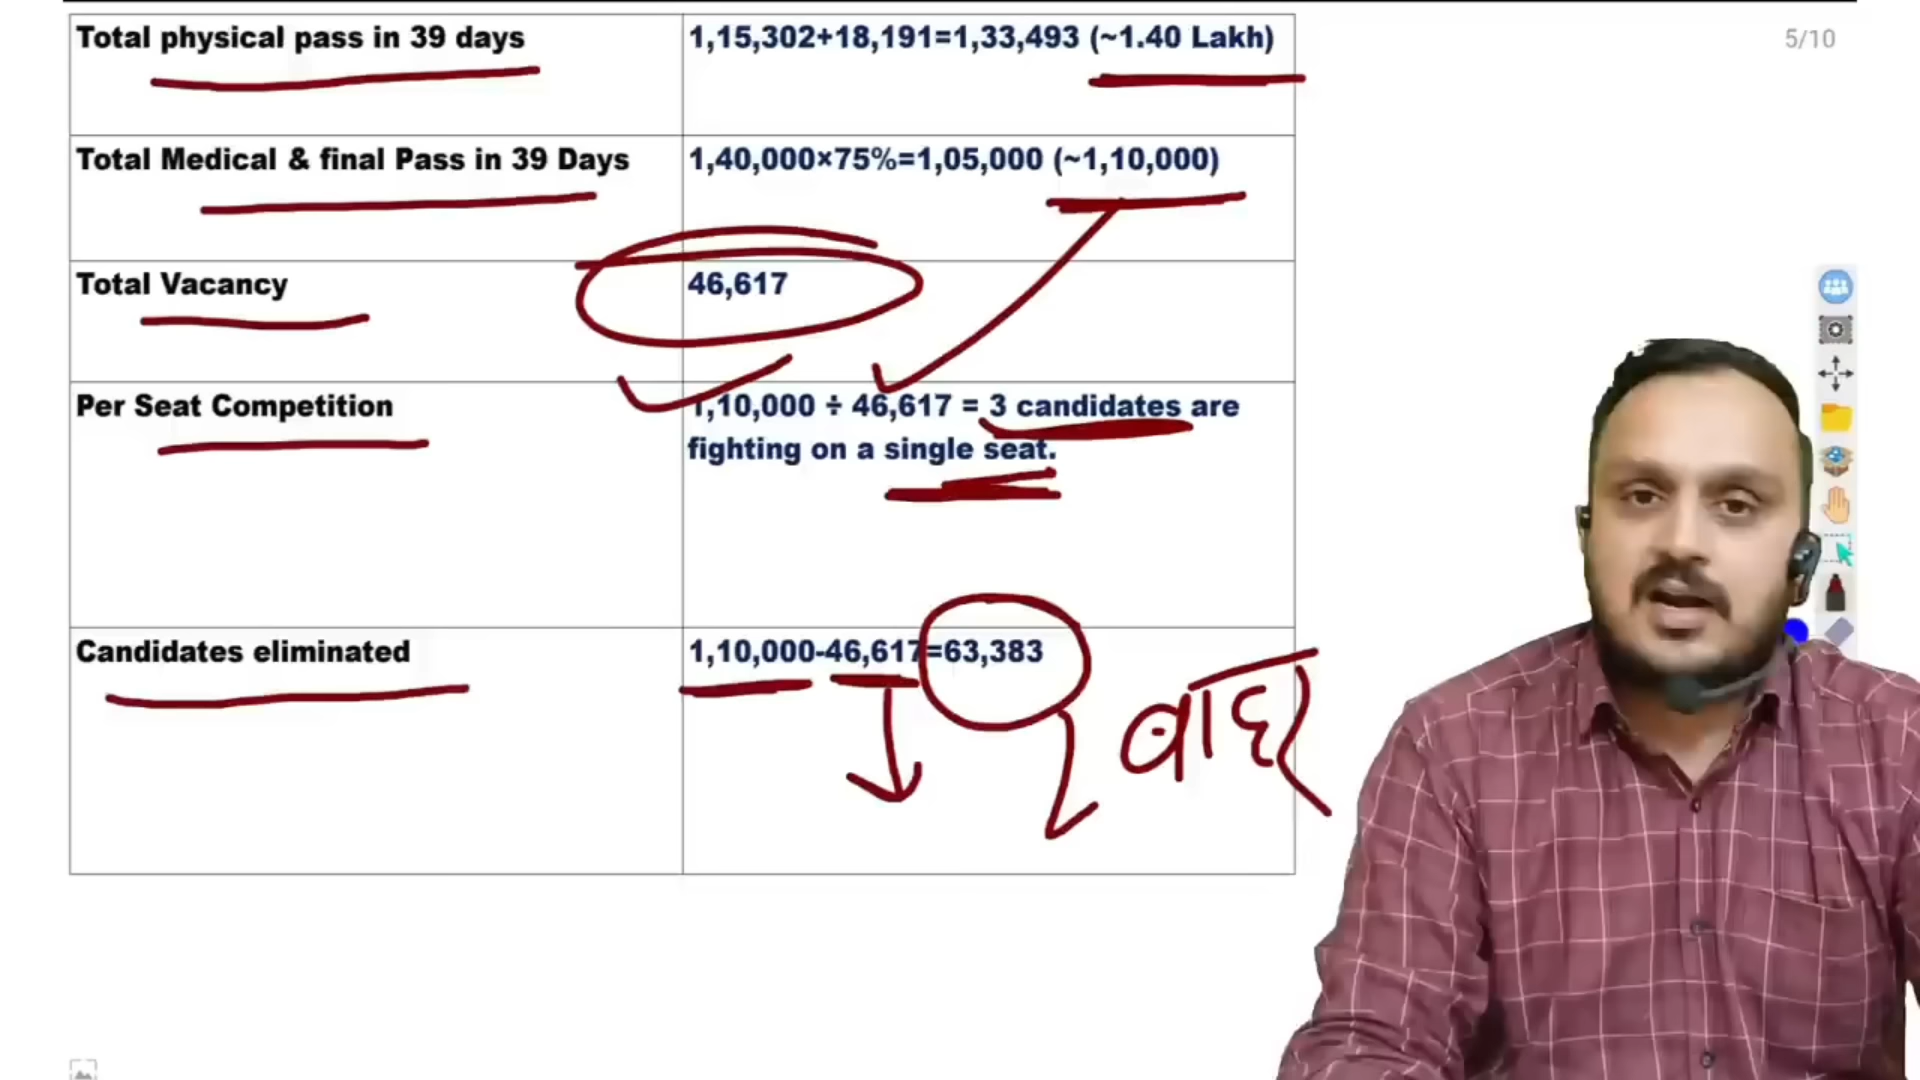 5/10
Total physical pass in 39 days
1,15,302+18,191=1,33,493 (~1.40 Lakh)
Total Medical & final Pass in 39 Days
1,40,000×75%=1,05,000 (~1,10,000)
Total Vacancy
46,617
Per Seat Competition
1,10,000 ÷ 46,617 = 3 candidates are
fighting on a single seat.
Candidates eliminated
1,10,000-46,617=63,383
बाहर